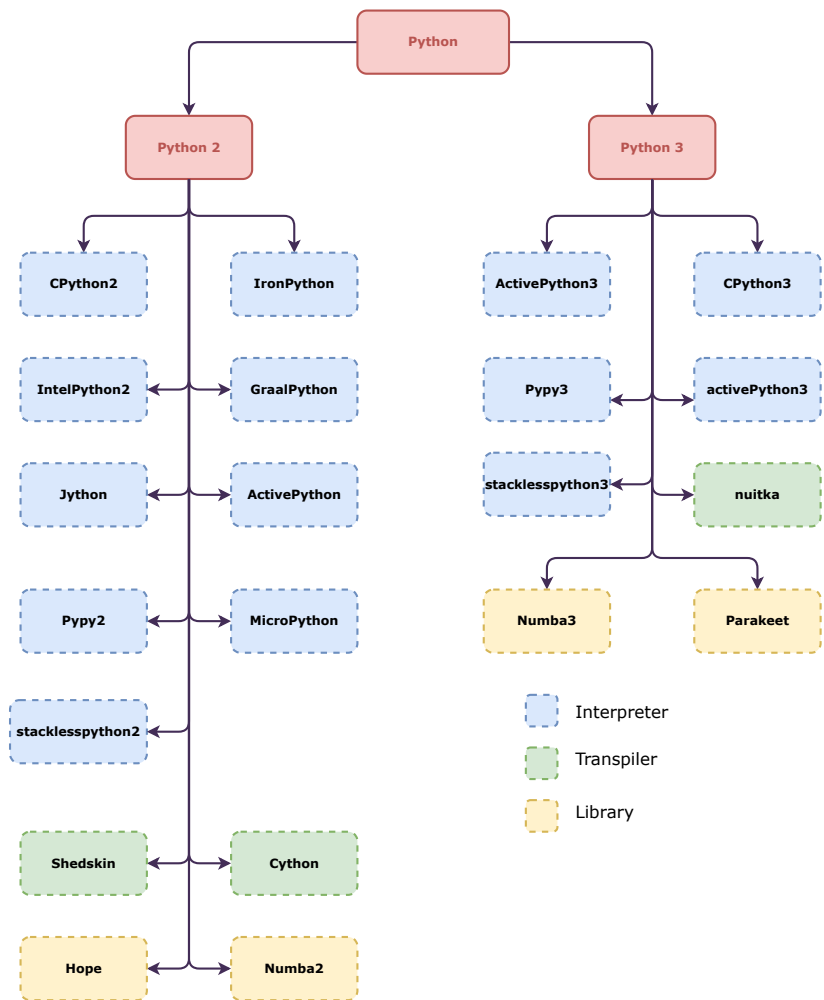 Python
Python 2
Python 3
CPython2
IronPython
ActivePython3
CPython3
IntelPython2
GraalPython
Pypy3
activePython3
Jython
ActivePython
stacklesspython3
nuitka
Pypy2
MicroPython
Numba3
Parakeet
stacklesspython2
Interpreter
Transpiler
Library
Shedskin
Cython
Hope
Numba2